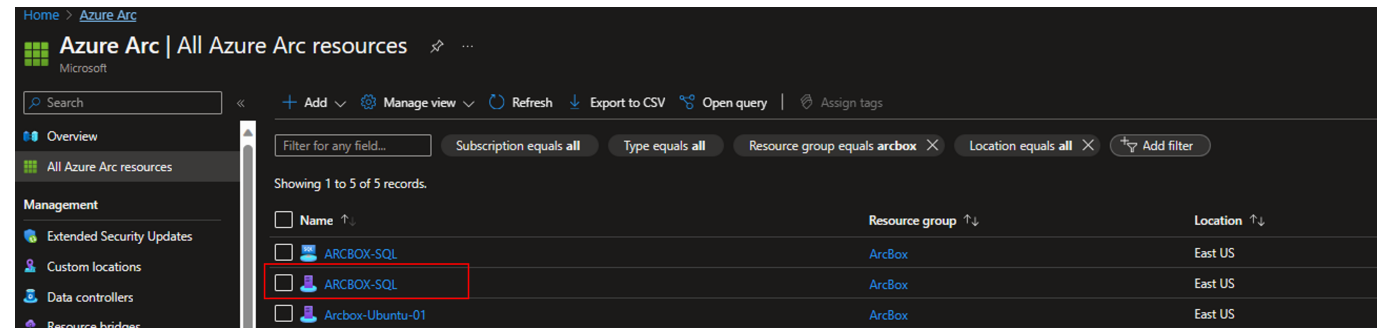 Home > Azure Arc
Azure Arc | All Azure Arc resources ...
Microsoft
Search «
+ Add Manage view Refresh Export to CSV Open query | Assign tags
Overview
All Azure Arc resources
Management
Extended Security Updates
Custom locations
Data controllers
Resource bridges
Filter for any field... Subscription equals all Type equals all Resource group equals arcbox × Location equals all × Add filter
Showing 1 to 5 of 5 records.
Name ↑↓ Resource group ↑↓ Location ↑↓
SQL ARCBOX-SQL ArcBox East US
ARCBOX-SQL ArcBox East US
Arcbox-Ubuntu-01 ArcBox East US